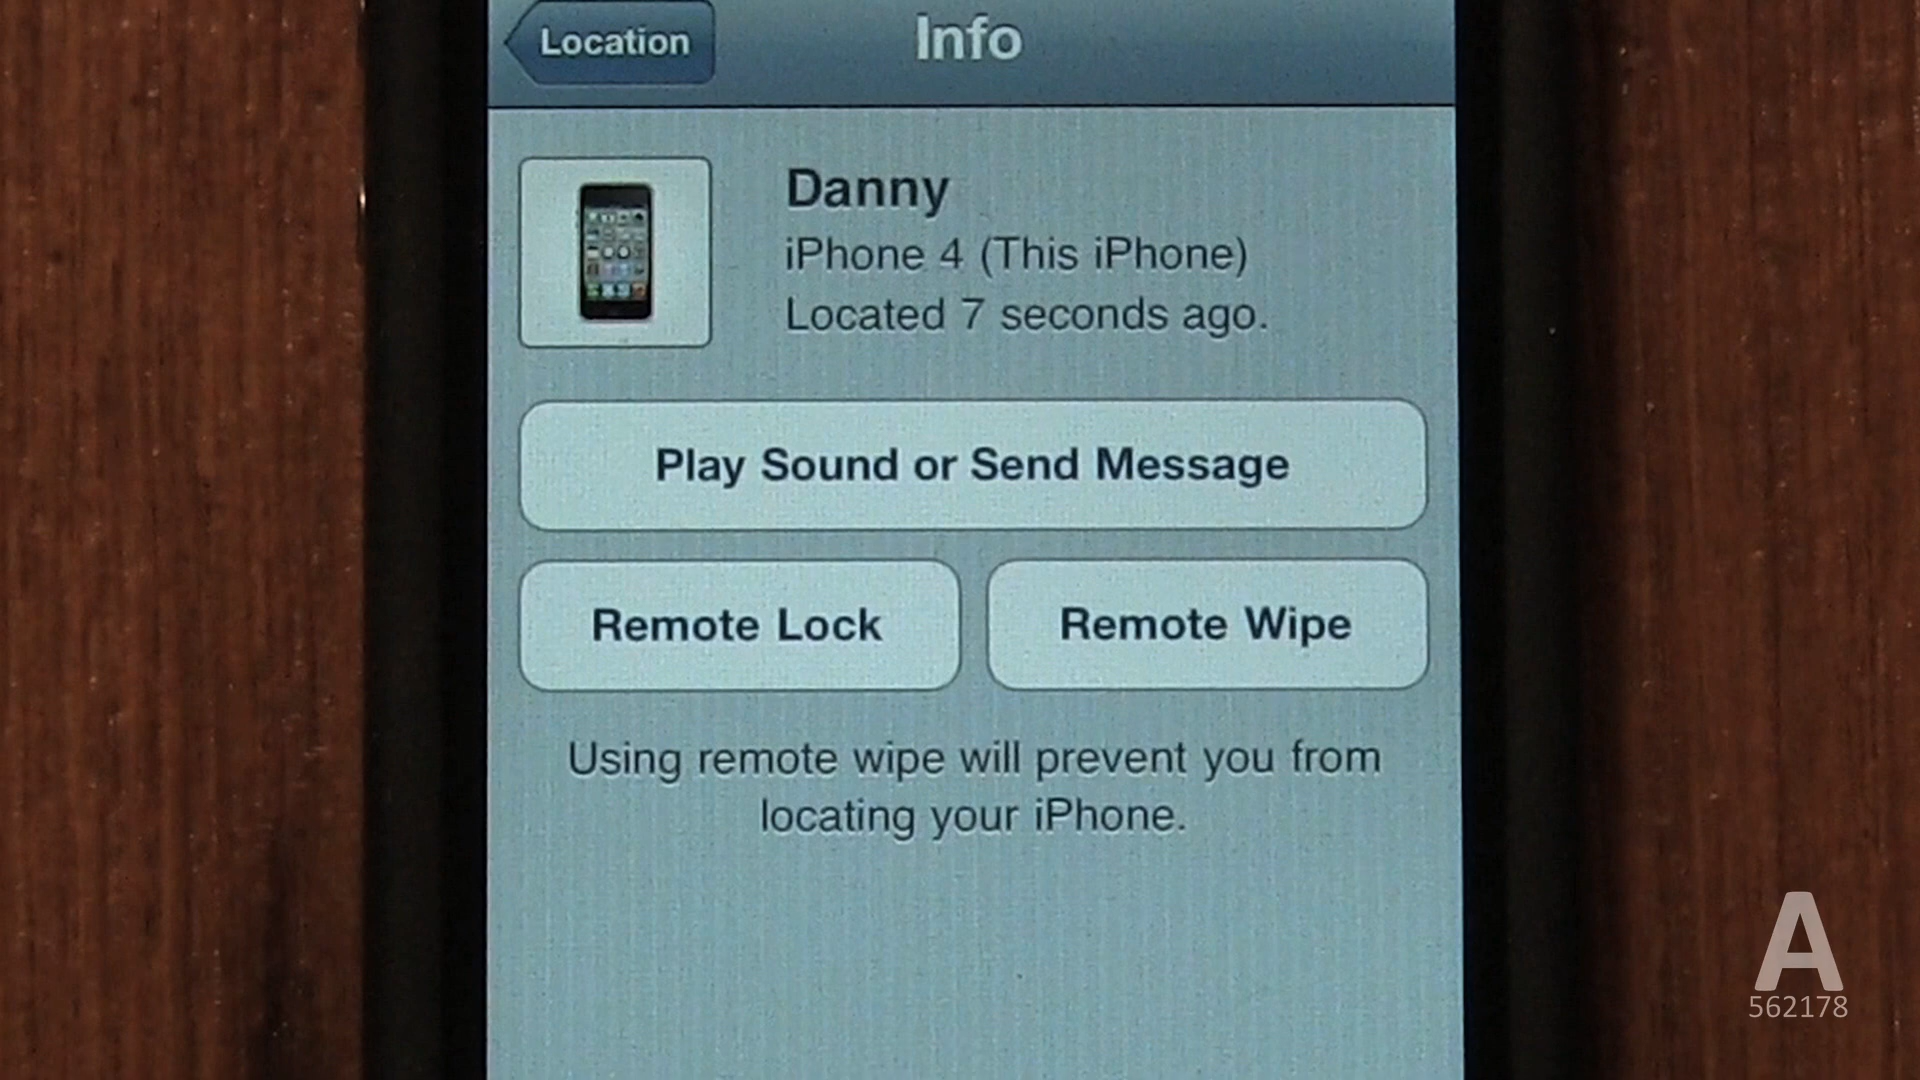 Location
Info
Danny
iPhone 4 (This iPhone)
Located 7 seconds ago.
Play Sound or Send Message
Remote Lock
Remote Wipe
Using remote wipe will prevent you from
locating your iPhone.
A
562178